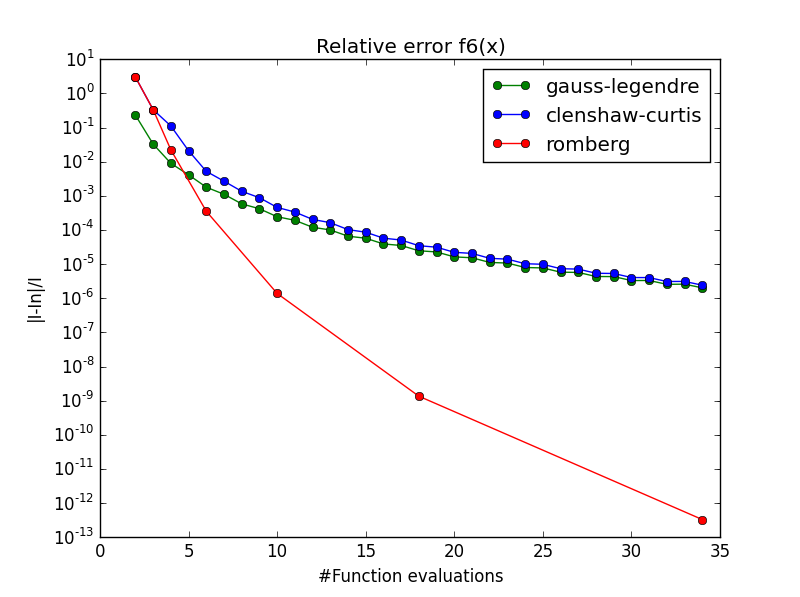 Relative error f6(x)
gauss-legendre
clenshaw-curtis
romberg
|I-In|/I
10^1
10^0
10^-1
10^-2
10^-3
10^-4
10^-5
10^-6
10^-7
10^-8
10^-9
10^-10
10^-11
10^-12
10^-13
0 5 10 15 20 25 30 35
#Function evaluations